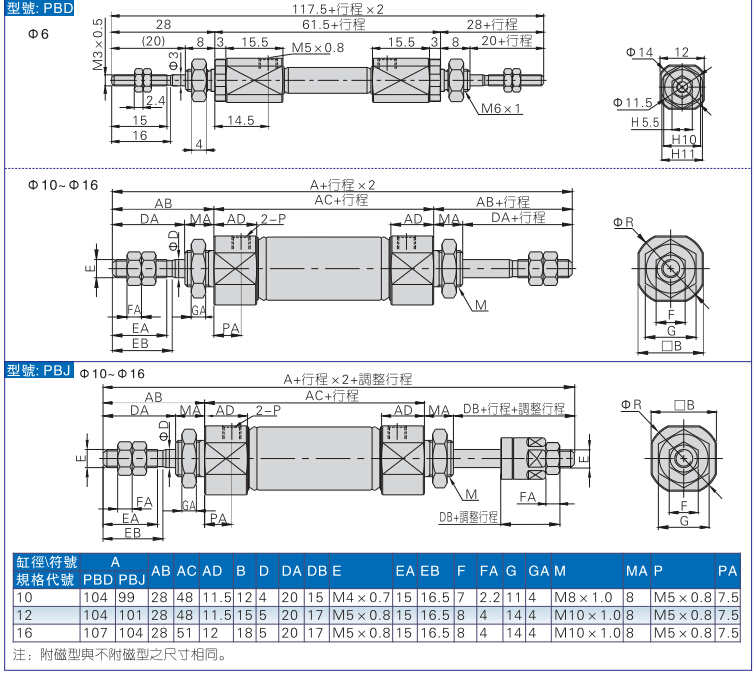 型號: PBD
Φ6
117.5+行程×2
28 61.5+行程 28+行程
(20) 8 3 15.5 M5×0.8 15.5 3 8 20+行程
M3×0.5
Φ3
2.4
15
16
4
14.5
M6×1
Φ14 12
Φ11.5
H5.5
H10
H11
Φ10~Φ16
A+行程×2
AB AC+行程 AB+行程
DA MA AD 2-P AD MA DA+行程
ΦD
E
FA
EA
EB
GA
PA
M
ΦR
F
G
□B
型號: PBJ
Φ10~Φ16
A+行程×2+調整行程
AB AC+行程
DA MA AD 2-P AD MA DB+行程+調整行程
ΦD
E
FA
EA
EB
GA
PA
M
FA
E
DB+調整行程
ΦR □B
F
G
缸徑\符號 A AB AC AD B D DA DB E EA EB F FA G GA M MA P PA
規格代號 PBD PBJ
10 104 99 28 48 11.5 12 4 20 15 M4×0.7 15 16.5 7 2.2 11 4 M8×1.0 8 M5×0.8 7.5
12 104 101 28 48 11.5 15 5 20 17 M5×0.8 15 16.5 8 4 14 4 M10×1.0 8 M5×0.8 7.5
16 107 104 28 51 12 18 5 20 17 M5×0.8 15 16.5 8 4 14 4 M10×1.0 8 M5×0.8 7.5
注：附磁型與不附磁型之尺寸相同。